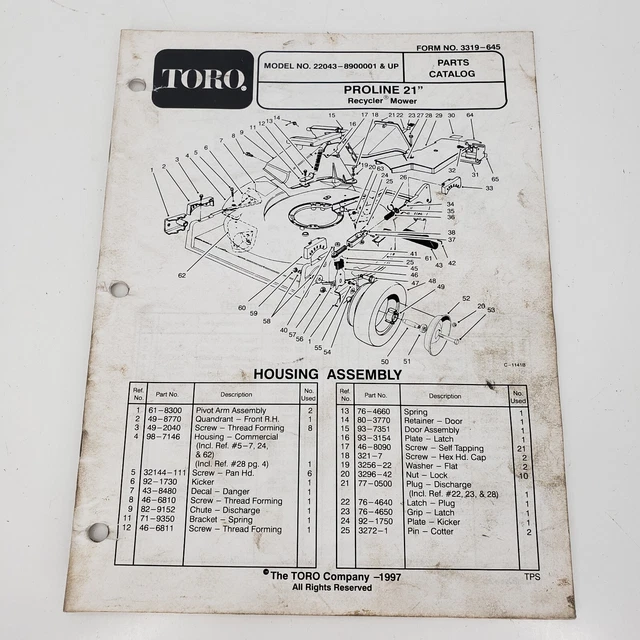 FORM NO. 3319-645
TORO®
MODEL NO. 22043-8900001 & UP
PARTS
CATALOG
PROLINE 21"
Recycler® Mower
HOUSING ASSEMBLY
Ref. No. Part No. Description No. Used
1 61-8300 Pivot Arm Assembly 2
2 49-8770 Quadrant - Front R.H. 1
3 49-2040 Screw - Thread Forming 8
4 98-7146 Housing - Commercial
(Incl. Ref. #5-7, 24,
& 62)
(Incl. Ref. #28 pg. 4) 1
5 32144-111 Screw - Pan Hd. 6
6 92-1730 Kicker 1
7 43-8480 Decal - Danger 1
8 46-6810 Screw - Thread Forming 1
9 82-9152 Chute - Discharge 1
11 71-9350 Bracket - Spring 1
12 46-6811 Screw - Thread Forming 1
Ref. No. Part No. Description No. Used
13 76-4660 Spring 1
14 80-3770 Retainer - Door 1
15 93-7351 Door Assembly 1
16 93-3154 Plate - Latch 1
17 46-8090 Screw - Self Tapping 21
18 321-7 Screw - Hex Hd. Cap 2
19 3256-22 Washer - Flat 2
20 3296-42 Nut - Lock 10
21 77-0500 Plug - Discharge
(Incl. Ref. #22, 23, & 28) 1
22 76-4640 Latch - Plug 1
23 76-4650 Grip - Latch 1
24 92-1750 Plate - Kicker 1
25 3272-1 Pin - Cotter 2
C-11418
The TORO Company -1997
All Rights Reserved
TPS